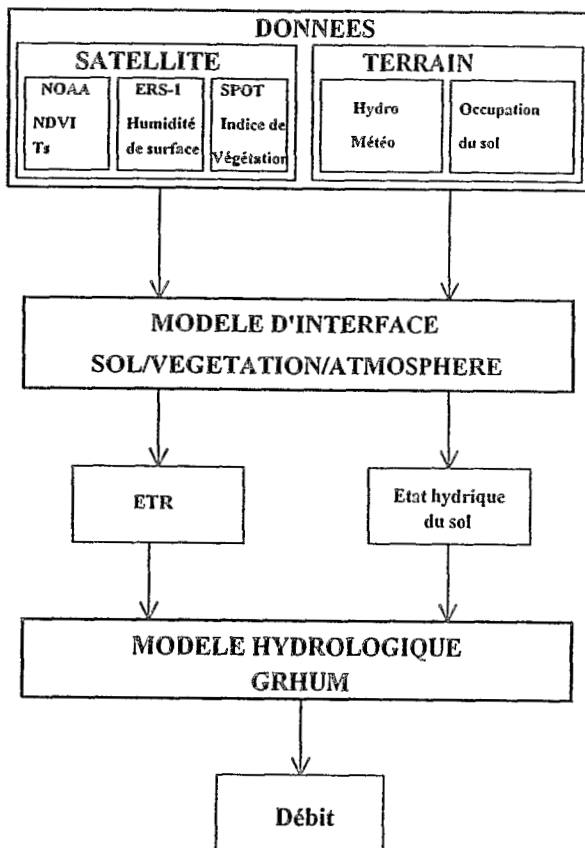 DONNEES
SATELLITE
NOAA
NDVI
Ts
ERS-1
Humidité
de surface
SPOT
Indice de
Végétation
TERRAIN
Hydro
Météo
Occupation
du sol
MODELE D'INTERFACE
SOL/VEGETATION/ATMOSPHERE
ETR
Etat hydrique
du sol
MODELE HYDROLOGIQUE
GRHUM
Débit